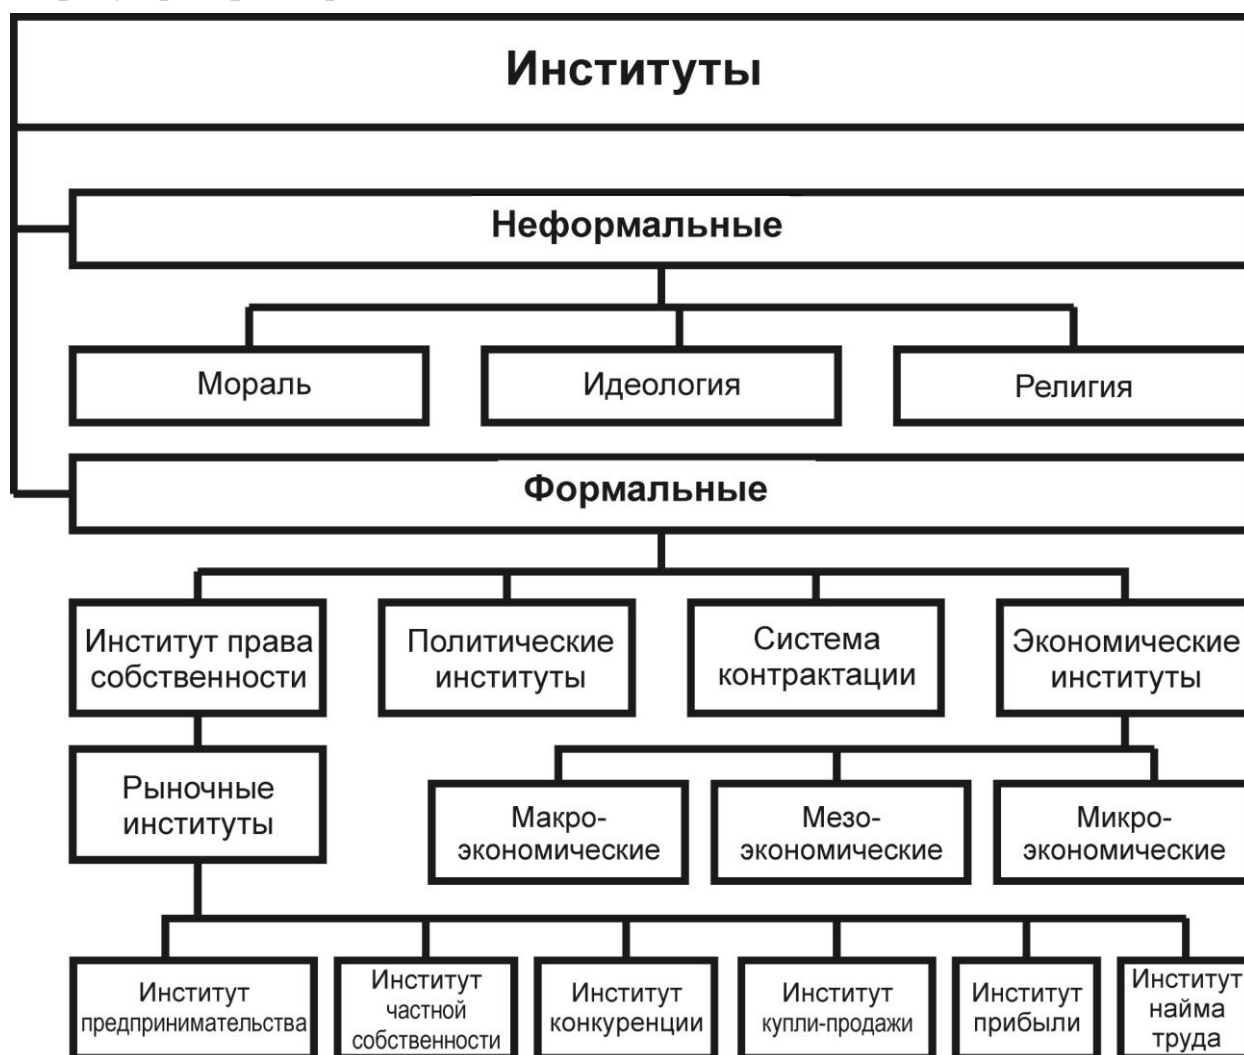 Институты
Неформальные
Мораль
Идеология
Религия
Формальные
Институт права
собственности
Политические
институты
Система
контрактации
Экономические
институты
Рыночные
институты
Макро-
экономические
Мезо-
экономические
Микро-
экономические
Институт
предпринимательства
Институт
частной
собственности
Институт
конкуренции
Институт
купли-продажи
Институт
прибыли
Институт
найма
труда